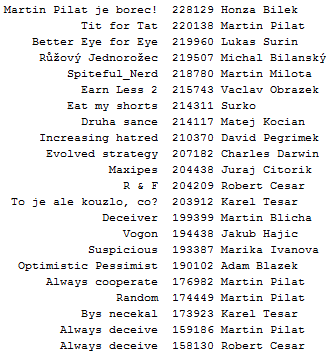 Martin Pilat je borec! 228129 Honza Bilek
Tit for Tat 220138 Martin Pilat
Better Eye for Eye 219960 Lukas Surin
Růžový Jednorožec 219507 Michal Bilanský
Spiteful_Nerd 218780 Martin Milota
Earn Less 2 215743 Vaclav Obrazek
Eat my shorts 214311 Surko
Druha sance 214117 Matej Kocian
Increasing hatred 210370 David Pegrimek
Evolved strategy 207182 Charles Darwin
Maxipes 204438 Juraj Citorik
R & F 204209 Robert Cesar
To je ale kouzlo, co? 203912 Karel Tesar
Deceiver 199399 Martin Blicha
Vogon 194438 Jakub Hajic
Suspicious 193387 Marika Ivanova
Optimistic Pessimist 190102 Adam Blazek
Always cooperate 176982 Martin Pilat
Random 174449 Martin Pilat
Bys necekal 173923 Karel Tesar
Always deceive 159186 Martin Pilat
Always deceive 158130 Robert Cesar